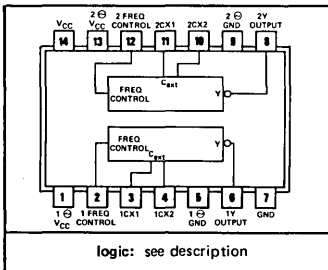 2 ⊖ 2 FREQ 2 ⊖ 2Y
VCC VCC CONTROL 2CX1 2CX2 GND OUTPUT
14 13 12 11 10 9 8
Cext
FREQ
CONTROL
Y
FREQ
CONTROL
Cext
Y
1 2 3 4 5 6 7
1 ⊖ 1 FREQ 1CX1 1CX2 1 ⊖ 1Y GND
VCC CONTROL GND OUTPUT
logic: see description